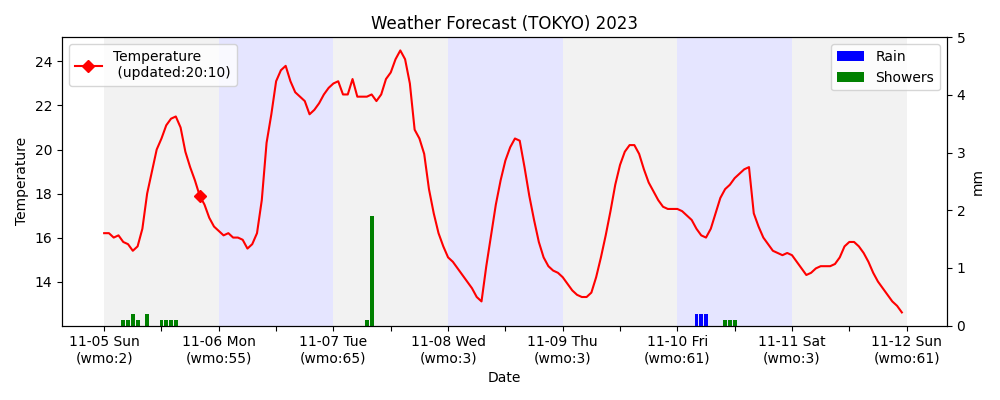 Weather Forecast (TOKYO) 2023
Temperature
(updated:20:10)
Rain
Showers
24
22
20
18
16
14
Temperature
5
4
3
2
1
0
mm
11-05 Sun
(wmo:2)
11-06 Mon
(wmo:55)
11-07 Tue
(wmo:65)
11-08 Wed
(wmo:3)
11-09 Thu
(wmo:3)
11-10 Fri
(wmo:61)
11-11 Sat
(wmo:3)
11-12 Sun
(wmo:61)
Date